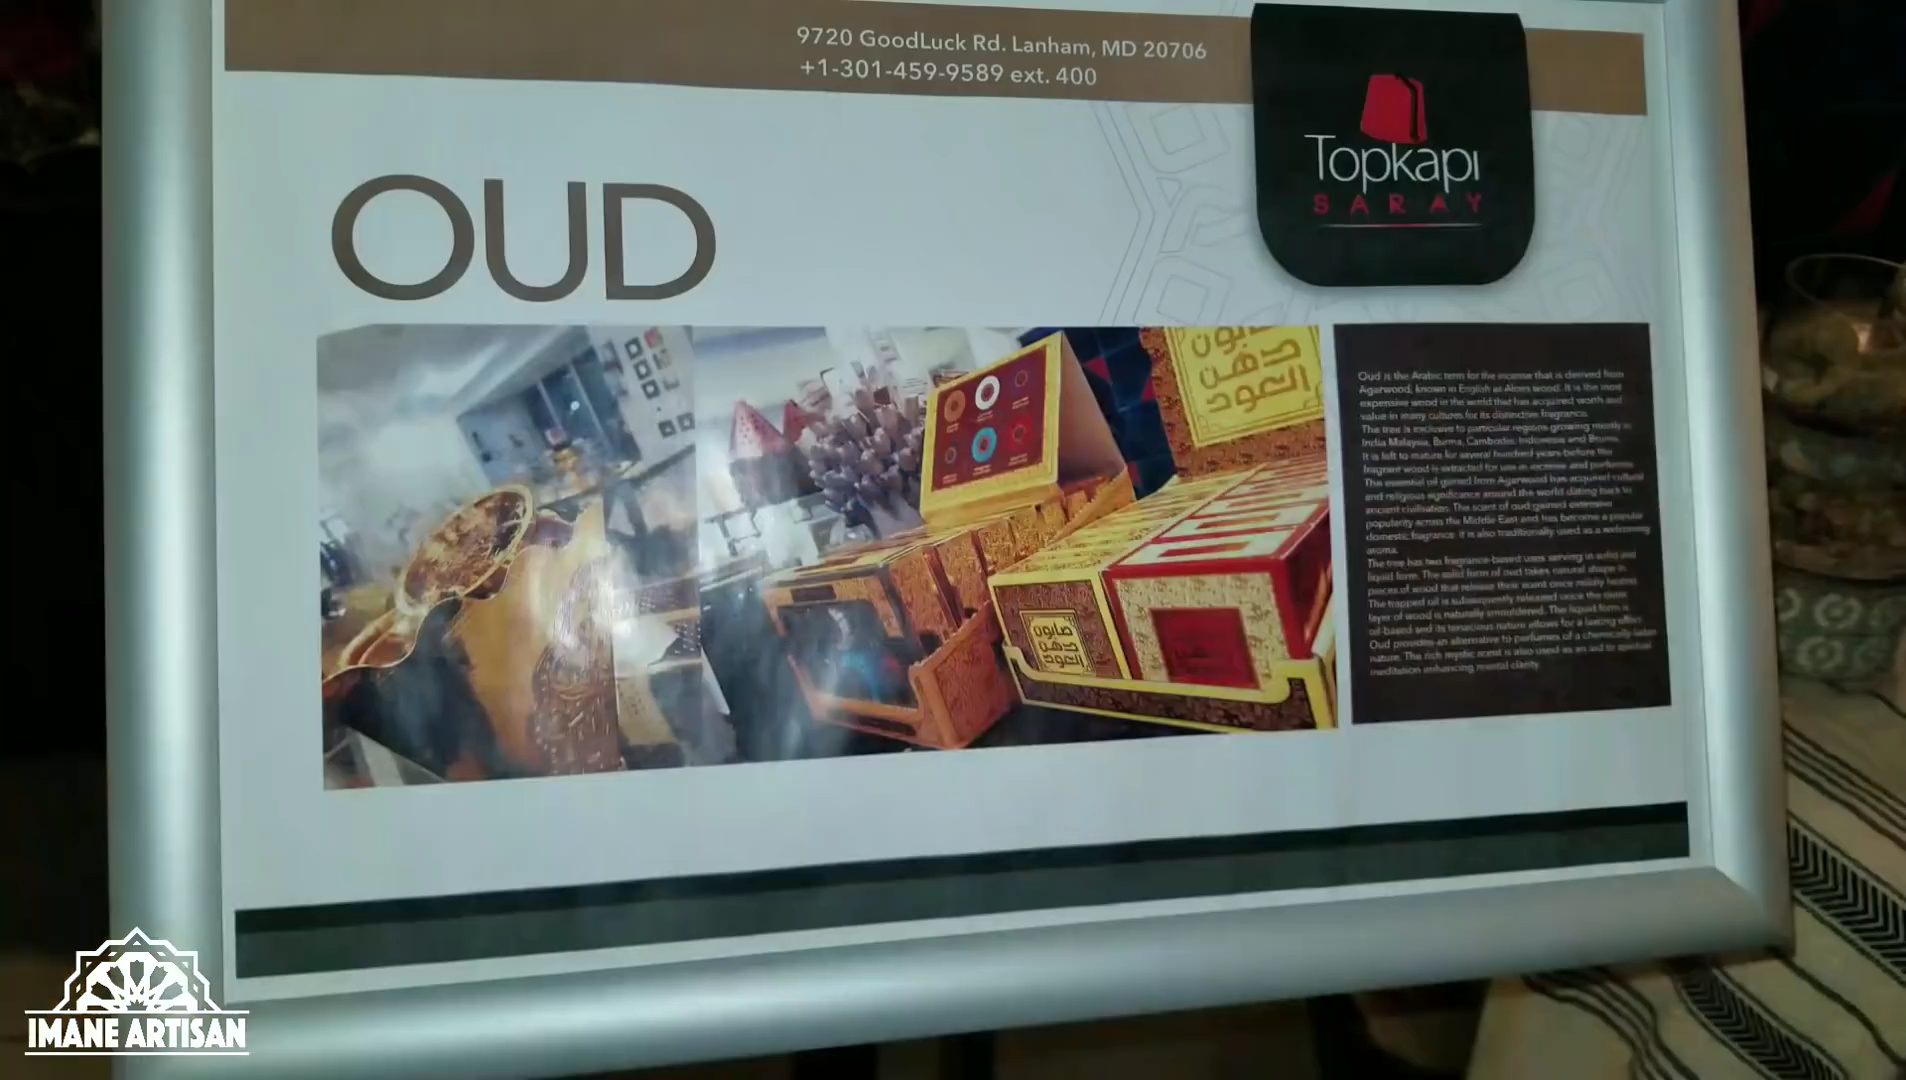 9720 GoodLuck Rd. Lanham, MD 20706
+1-301-459-9589 ext. 400
Topkapi
SARAY
OUD
صابون
دهن
العود
صابون
دهن
العود
Oud is the Arabic term for the incense that is derived from
Agarwood, known in English as Aloes wood. It is the most
expensive wood in the world that has acquired worth and
value in many cultures for its distinctive fragrance.
The tree is exclusive to particular regions growing mostly in
India Malaysia, Burma, Cambodia, Indonesia and Brunei.
It is left to mature for several hundred years before the
fragrant wood is extracted for use in incense and perfumes.
The essential oil gained from Agarwood has acquired cultural
and religious significance around the world dating back to
ancient civilisation. The scent of oud gained extensive
popularity across the Middle East and has become a popular
domestic fragrance. It is also traditionally used as a welcoming
aroma.
The tree has two fragrance-based uses serving in solid and
liquid form. The solid form of oud takes natural shape in
pieces of wood that release their scent once mildly heated.
The trapped oil is subsequently released once the outer
layer of wood is naturally smouldered. The liquid form is
oil-based and its tenacious nature allows for a lasting effect.
Oud provides an alternative to perfumes of a chemically-laden
nature. The rich mystic scent is also used as an aid to spiritual
meditation enhancing mental clarity.
IMANE ARTISAN